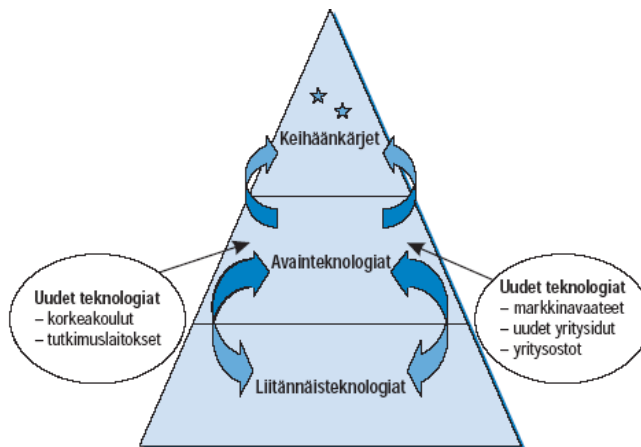 Keihäänkärjet
Avainteknologiat
Uudet teknologiat
– korkeakoulut
– tutkimuslaitokset
Uudet teknologiat
– markkinavaateet
– uudet yritysidut
– yritysostot
Liitännäisteknologiat